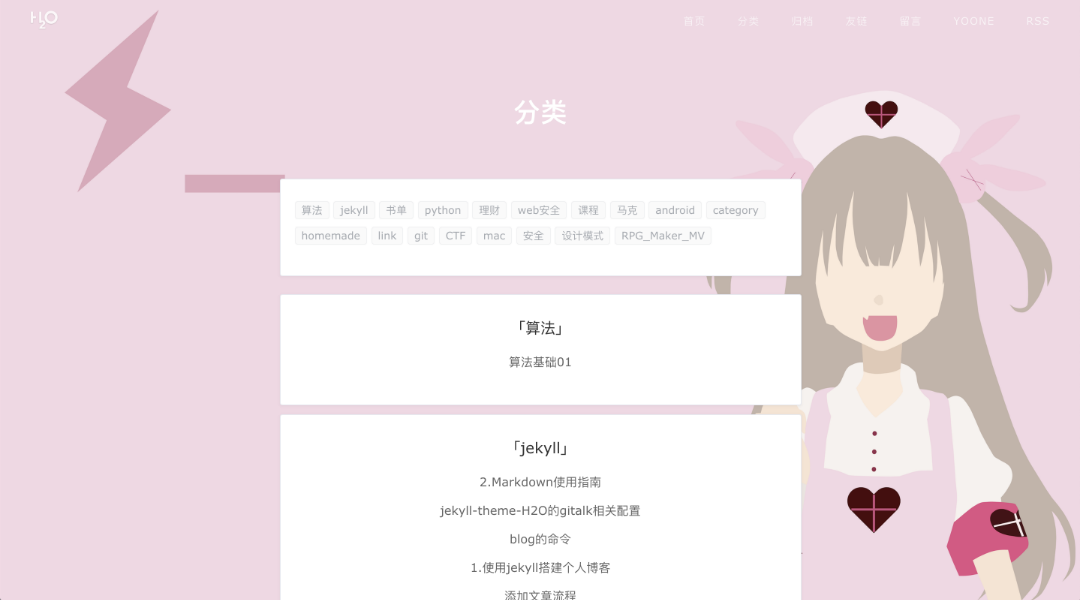 H2O
首页 分类 归档 友链 留言 YOONE RSS
分类
算法 jekyll 书单 python 理财 web安全 课程 马克 android category
homemade link git CTF mac 安全 设计模式 RPG_Maker_MV
「算法」
算法基础01
「jekyll」
2.Markdown使用指南
jekyll-theme-H2O的gitalk相关配置
blog的命令
1.使用jekyll搭建个人博客
添加文章流程